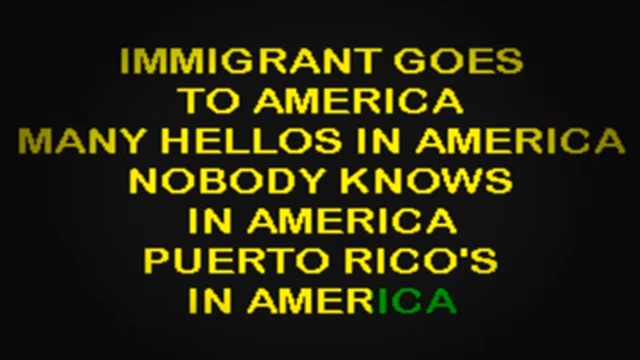 IMMIGRANT GOES
TO AMERICA
MANY HELLOS IN AMERICA
NOBODY KNOWS
IN AMERICA
PUERTO RICO'S
IN AMERICA